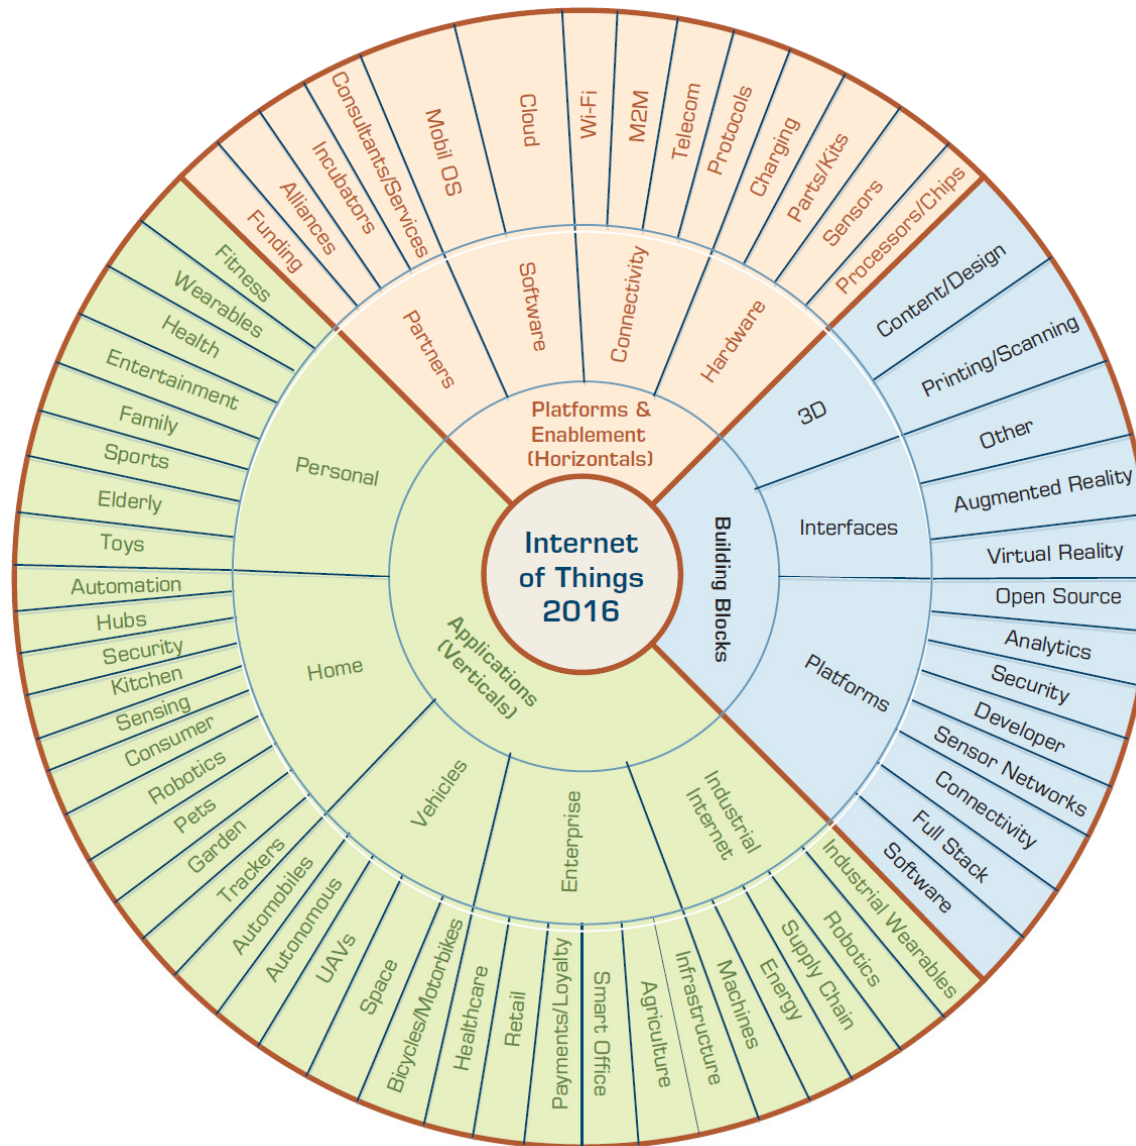 Internet
of Things
2016
Platforms &
Enablement
(Horizontals)
Partners
Funding
Alliances
Incubators
Consultants/Services
Software
Mobil OS
Cloud
Connectivity
Wi-Fi
M2M
Telecom
Protocols
Hardware
Charging
Parts/Kits
Sensors
Processors/Chips
Building Blocks
3D
Content/Design
Printing/Scanning
Interfaces
Other
Augmented Reality
Virtual Reality
Platforms
Open Source
Analytics
Security
Developer
Sensor Networks
Connectivity
Full Stack
Software
Applications
(Verticals)
Industrial
Internet
Industrial Wearables
Robotics
Supply Chain
Energy
Machines
Enterprise
Infrastructure
Agriculture
Smart Office
Payments/Loyalty
Retail
Healthcare
Vehicles
Bicycles/Motorbikes
Space
UAVs
Autonomous
Automobiles
Home
Trackers
Garden
Pets
Robotics
Consumer
Sensing
Kitchen
Security
Hubs
Automation
Personal
Toys
Elderly
Sports
Family
Entertainment
Health
Wearables
Fitness